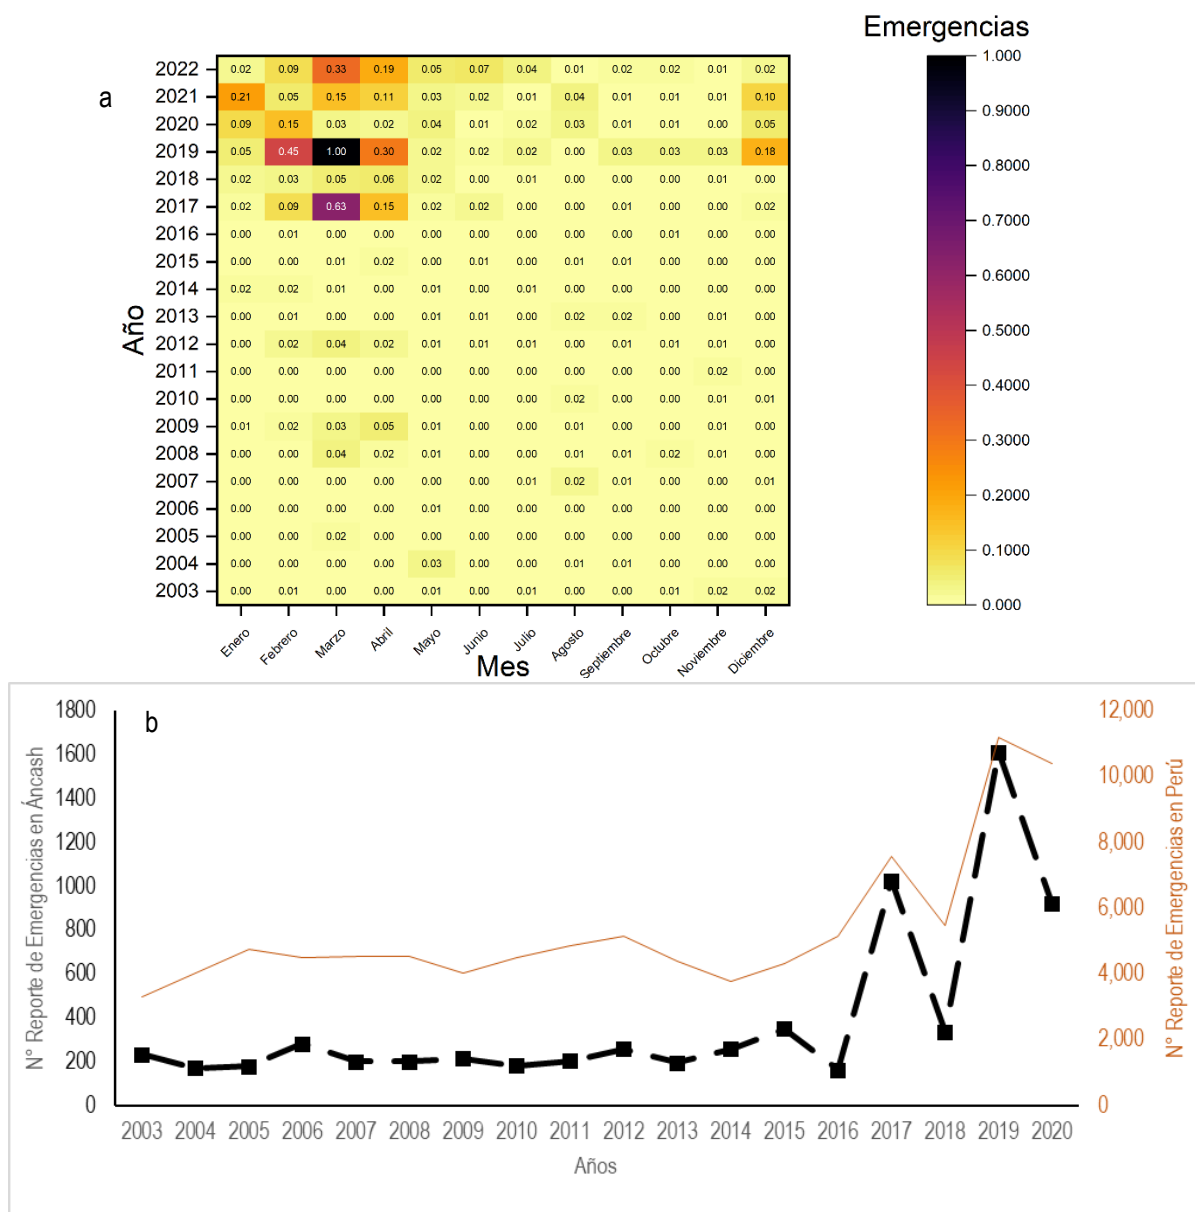 Emergencias
a
2022 0.02 0.09 0.33 0.19 0.05 0.07 0.04 0.01 0.02 0.02 0.01 0.02
2021 0.21 0.05 0.15 0.11 0.03 0.02 0.01 0.04 0.01 0.01 0.01 0.10
2020 0.09 0.15 0.03 0.02 0.04 0.01 0.02 0.03 0.01 0.01 0.00 0.05
2019 0.05 0.45 1.00 0.30 0.02 0.02 0.02 0.00 0.03 0.03 0.03 0.18
2018 0.02 0.03 0.05 0.06 0.02 0.00 0.01 0.00 0.00 0.00 0.01 0.00
2017 0.02 0.09 0.63 0.15 0.02 0.02 0.00 0.00 0.01 0.00 0.00 0.02
2016 0.00 0.01 0.00 0.00 0.00 0.00 0.00 0.00 0.00 0.01 0.00 0.00
2015 0.00 0.00 0.01 0.02 0.00 0.01 0.00 0.01 0.01 0.00 0.00 0.00
2014 0.02 0.02 0.01 0.00 0.01 0.00 0.01 0.00 0.00 0.00 0.00 0.00
2013 0.00 0.01 0.00 0.00 0.01 0.01 0.00 0.02 0.02 0.00 0.01 0.00
2012 0.00 0.02 0.04 0.02 0.01 0.01 0.01 0.00 0.01 0.01 0.01 0.00
2011 0.00 0.00 0.00 0.00 0.00 0.00 0.00 0.00 0.00 0.00 0.02 0.00
2010 0.00 0.00 0.00 0.00 0.00 0.00 0.00 0.02 0.00 0.00 0.01 0.01
2009 0.01 0.02 0.03 0.05 0.01 0.00 0.00 0.01 0.00 0.00 0.01 0.00
2008 0.00 0.00 0.04 0.02 0.01 0.00 0.00 0.01 0.01 0.02 0.01 0.00
2007 0.00 0.00 0.00 0.00 0.00 0.00 0.01 0.02 0.01 0.00 0.00 0.01
2006 0.00 0.00 0.00 0.00 0.01 0.00 0.00 0.00 0.00 0.00 0.00 0.00
2005 0.00 0.00 0.02 0.00 0.00 0.00 0.00 0.00 0.00 0.00 0.00 0.00
2004 0.00 0.00 0.00 0.00 0.03 0.00 0.00 0.01 0.01 0.00 0.00 0.00
2003 0.00 0.01 0.00 0.00 0.01 0.00 0.01 0.00 0.00 0.01 0.02 0.02
Año
Enero Febrero Marzo Abril Mayo Junio Julio Agosto Septiembre Octubre Noviembre Diciembre
Mes
1.000
0.9000
0.8000
0.7000
0.6000
0.5000
0.4000
0.3000
0.2000
0.1000
0.000
b
N° Reporte de Emergencias en Áncash
1800
1600
1400
1200
1000
800
600
400
200
0
12,000
10,000
8,000
6,000
4,000
2,000
0
N° Reporte de Emergencias en Perú
2003 2004 2005 2006 2007 2008 2009 2010 2011 2012 2013 2014 2015 2016 2017 2018 2019 2020
Años